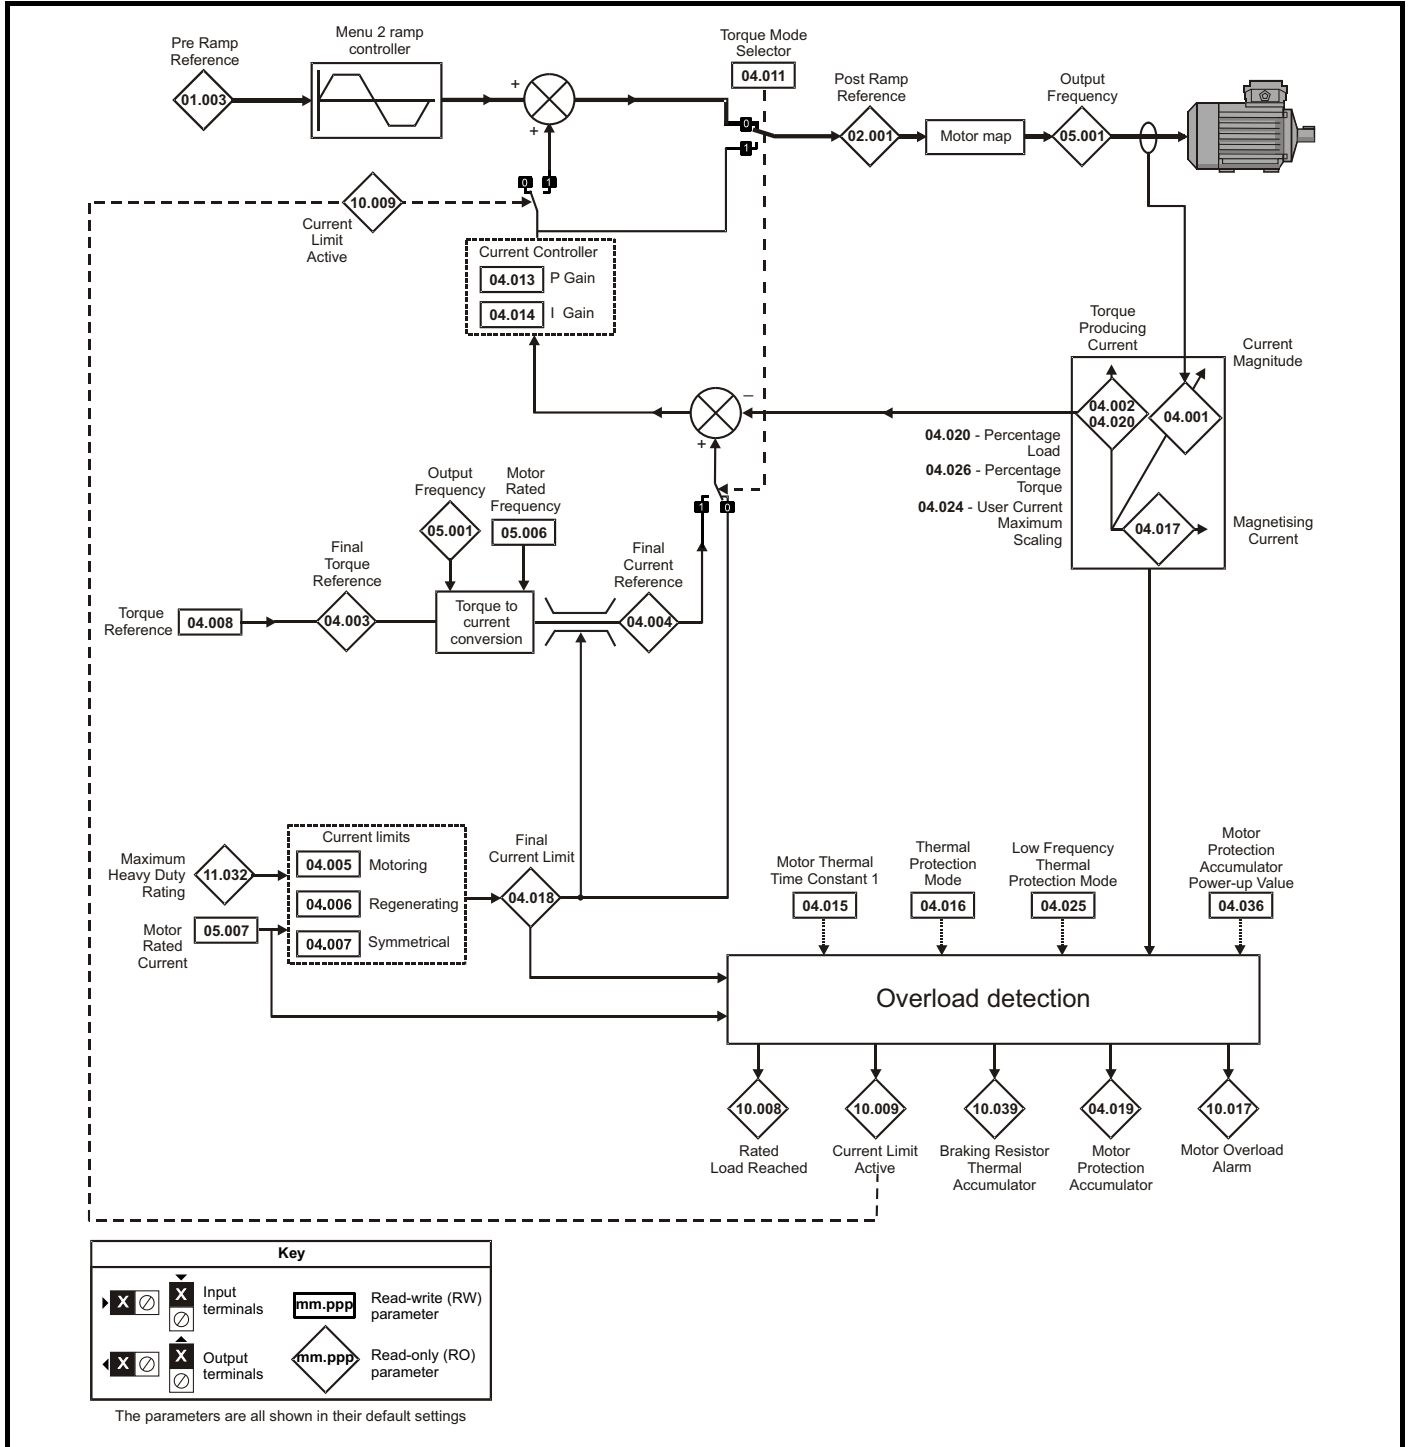 Pre Ramp
Reference
01.003
Menu 2 ramp
controller
+
+
Torque Mode
Selector
04.011
0
1
Post Ramp
Reference
02.001
Motor map
Output
Frequency
05.001
0
1
10.009
Current
Limit
Active
Current Controller
04.013
P Gain
04.014
I Gain
Torque
Producing
Current
Current
Magnitude
04.002
04.020
04.001
04.017
Magnetising
Current
04.020 - Percentage
Load
04.026 - Percentage
Torque
04.024 - User Current
Maximum
Scaling
–
+
1
0
Output
Frequency
05.001
Motor
Rated
Frequency
05.006
Final
Torque
Reference
Torque
Reference
04.008
04.003
Torque to
current
conversion
Final
Current
Reference
04.004
Maximum
Heavy Duty
Rating
11.032
Motor
Rated
Current
05.007
Current limits
04.005
Motoring
04.006
Regenerating
04.007
Symmetrical
Final
Current Limit
04.018
Motor Thermal
Time Constant 1
04.015
Thermal
Protection
Mode
04.016
Low Frequency
Thermal
Protection Mode
04.025
Motor
Protection
Accumulator
Power-up Value
04.036
Overload detection
10.008
Rated
Load Reached
10.009
Current Limit
Active
10.039
Braking Resistor
Thermal
Accumulator
04.019
Motor
Protection
Accumulator
10.017
Motor Overload
Alarm
Key
X
X
Input
terminals
mm.ppp
Read-write (RW)
parameter
X
X
Output
terminals
mm.ppp
Read-only (RO)
parameter
The parameters are all shown in their default settings